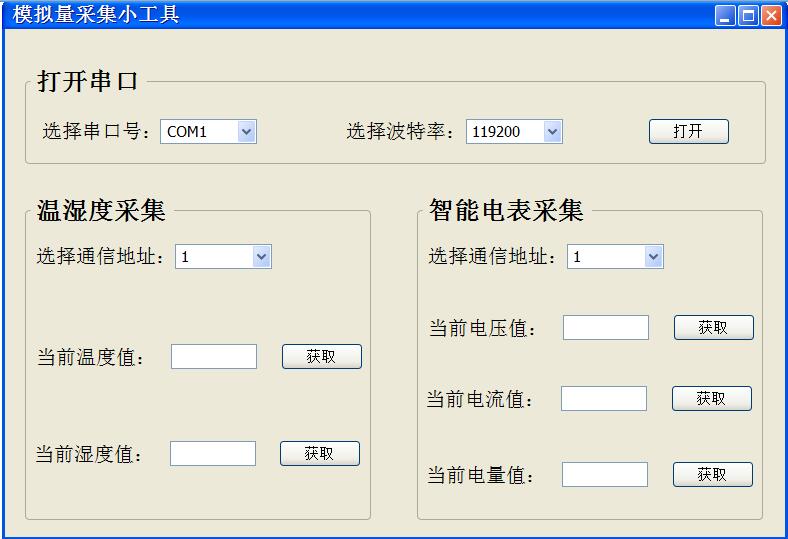 模拟量采集小工具
打开串口
选择串口号： COM1 选择波特率： 119200 打开
温湿度采集
选择通信地址： 1
当前温度值： 获取
当前湿度值： 获取
智能电表采集
选择通信地址： 1
当前电压值： 获取
当前电流值： 获取
当前电量值： 获取